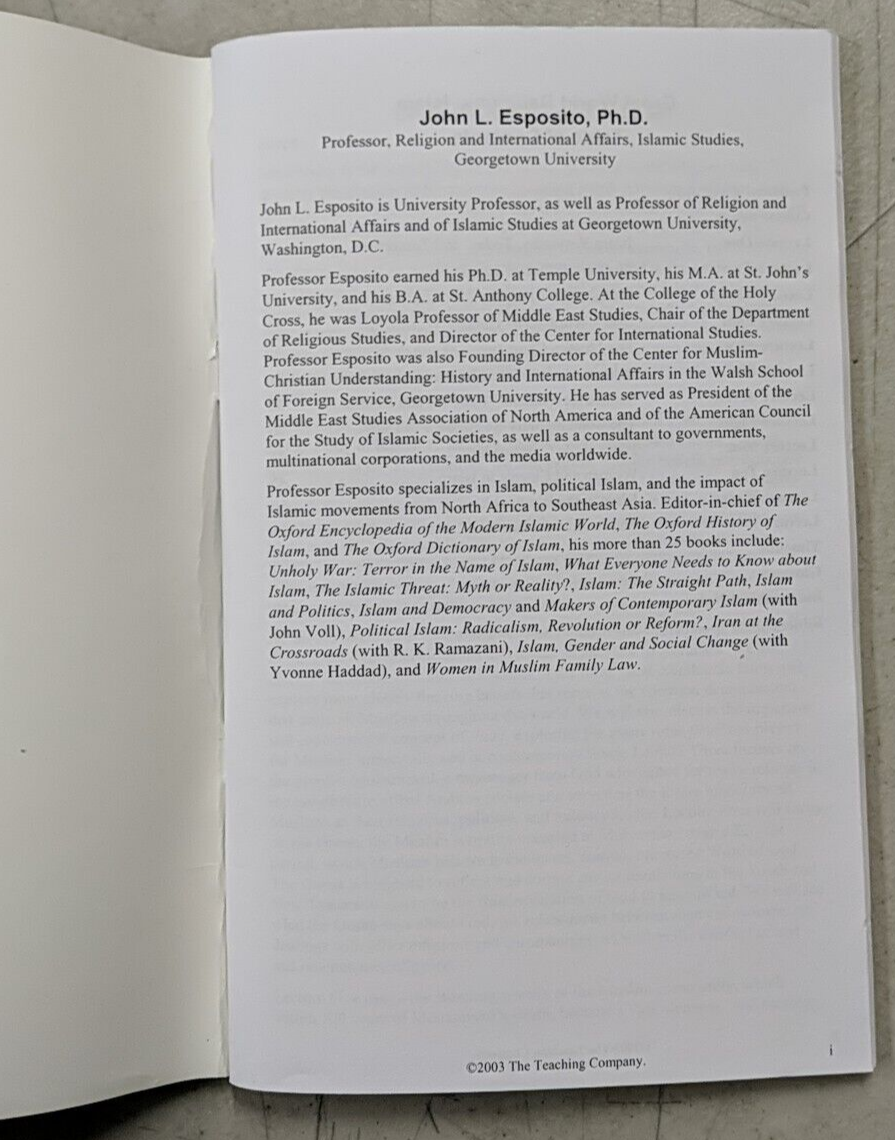 John L. Esposito, Ph.D.
Professor, Religion and International Affairs, Islamic Studies,
Georgetown University
John L. Esposito is University Professor, as well as Professor of Religion and
International Affairs and of Islamic Studies at Georgetown University,
Washington, D.C.
Professor Esposito earned his Ph.D. at Temple University, his M.A. at St. John's
University, and his B.A. at St. Anthony College. At the College of the Holy
Cross, he was Loyola Professor of Middle East Studies, Chair of the Department
of Religious Studies, and Director of the Center for International Studies.
Professor Esposito was also Founding Director of the Center for Muslim-
Christian Understanding: History and International Affairs in the Walsh School
of Foreign Service, Georgetown University. He has served as President of the
Middle East Studies Association of North America and of the American Council
for the Study of Islamic Societies, as well as a consultant to governments,
multinational corporations, and the media worldwide.
Professor Esposito specializes in Islam, political Islam, and the impact of
Islamic movements from North Africa to Southeast Asia. Editor-in-chief of The
Oxford Encyclopedia of the Modern Islamic World, The Oxford History of
Islam, and The Oxford Dictionary of Islam, his more than 25 books include:
Unholy War: Terror in the Name of Islam, What Everyone Needs to Know about
Islam, The Islamic Threat: Myth or Reality?, Islam: The Straight Path, Islam
and Politics, Islam and Democracy and Makers of Contemporary Islam (with
John Voll), Political Islam: Radicalism, Revolution or Reform?, Iran at the
Crossroads (with R. K. Ramazani), Islam, Gender and Social Change (with
Yvonne Haddad), and Women in Muslim Family Law.
©2003 The Teaching Company.
i